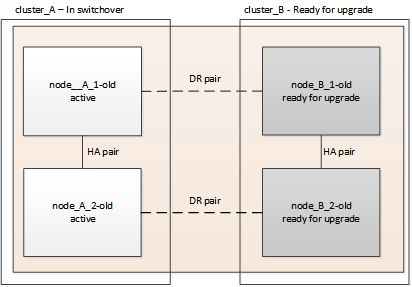 cluster_A – In switchover
cluster_B - Ready for upgrade
node__A_1-old
active
DR pair
node_B_1-old
ready for upgrade
HA pair
HA pair
node_A_2-old
active
DR pair
node_B_2-old
ready for upgrade